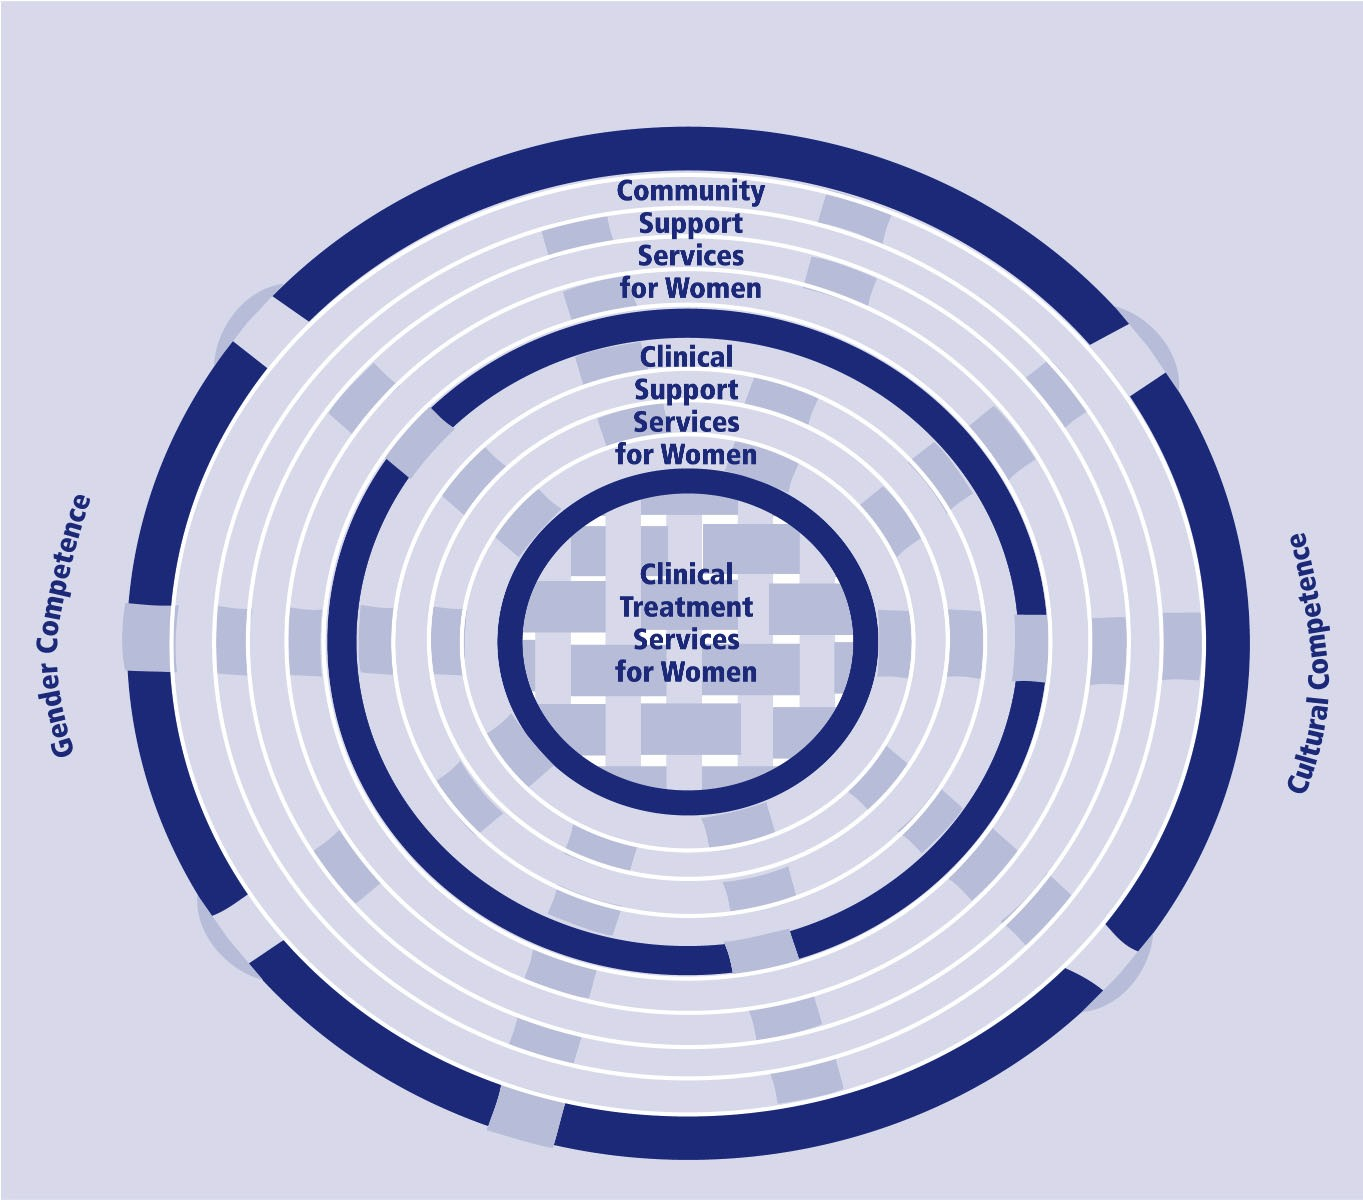 Community
Support
Services
for Women
Clinical
Support
Services
for Women
Clinical
Treatment
Services
for Women
Gender Competence
Cultural Competence